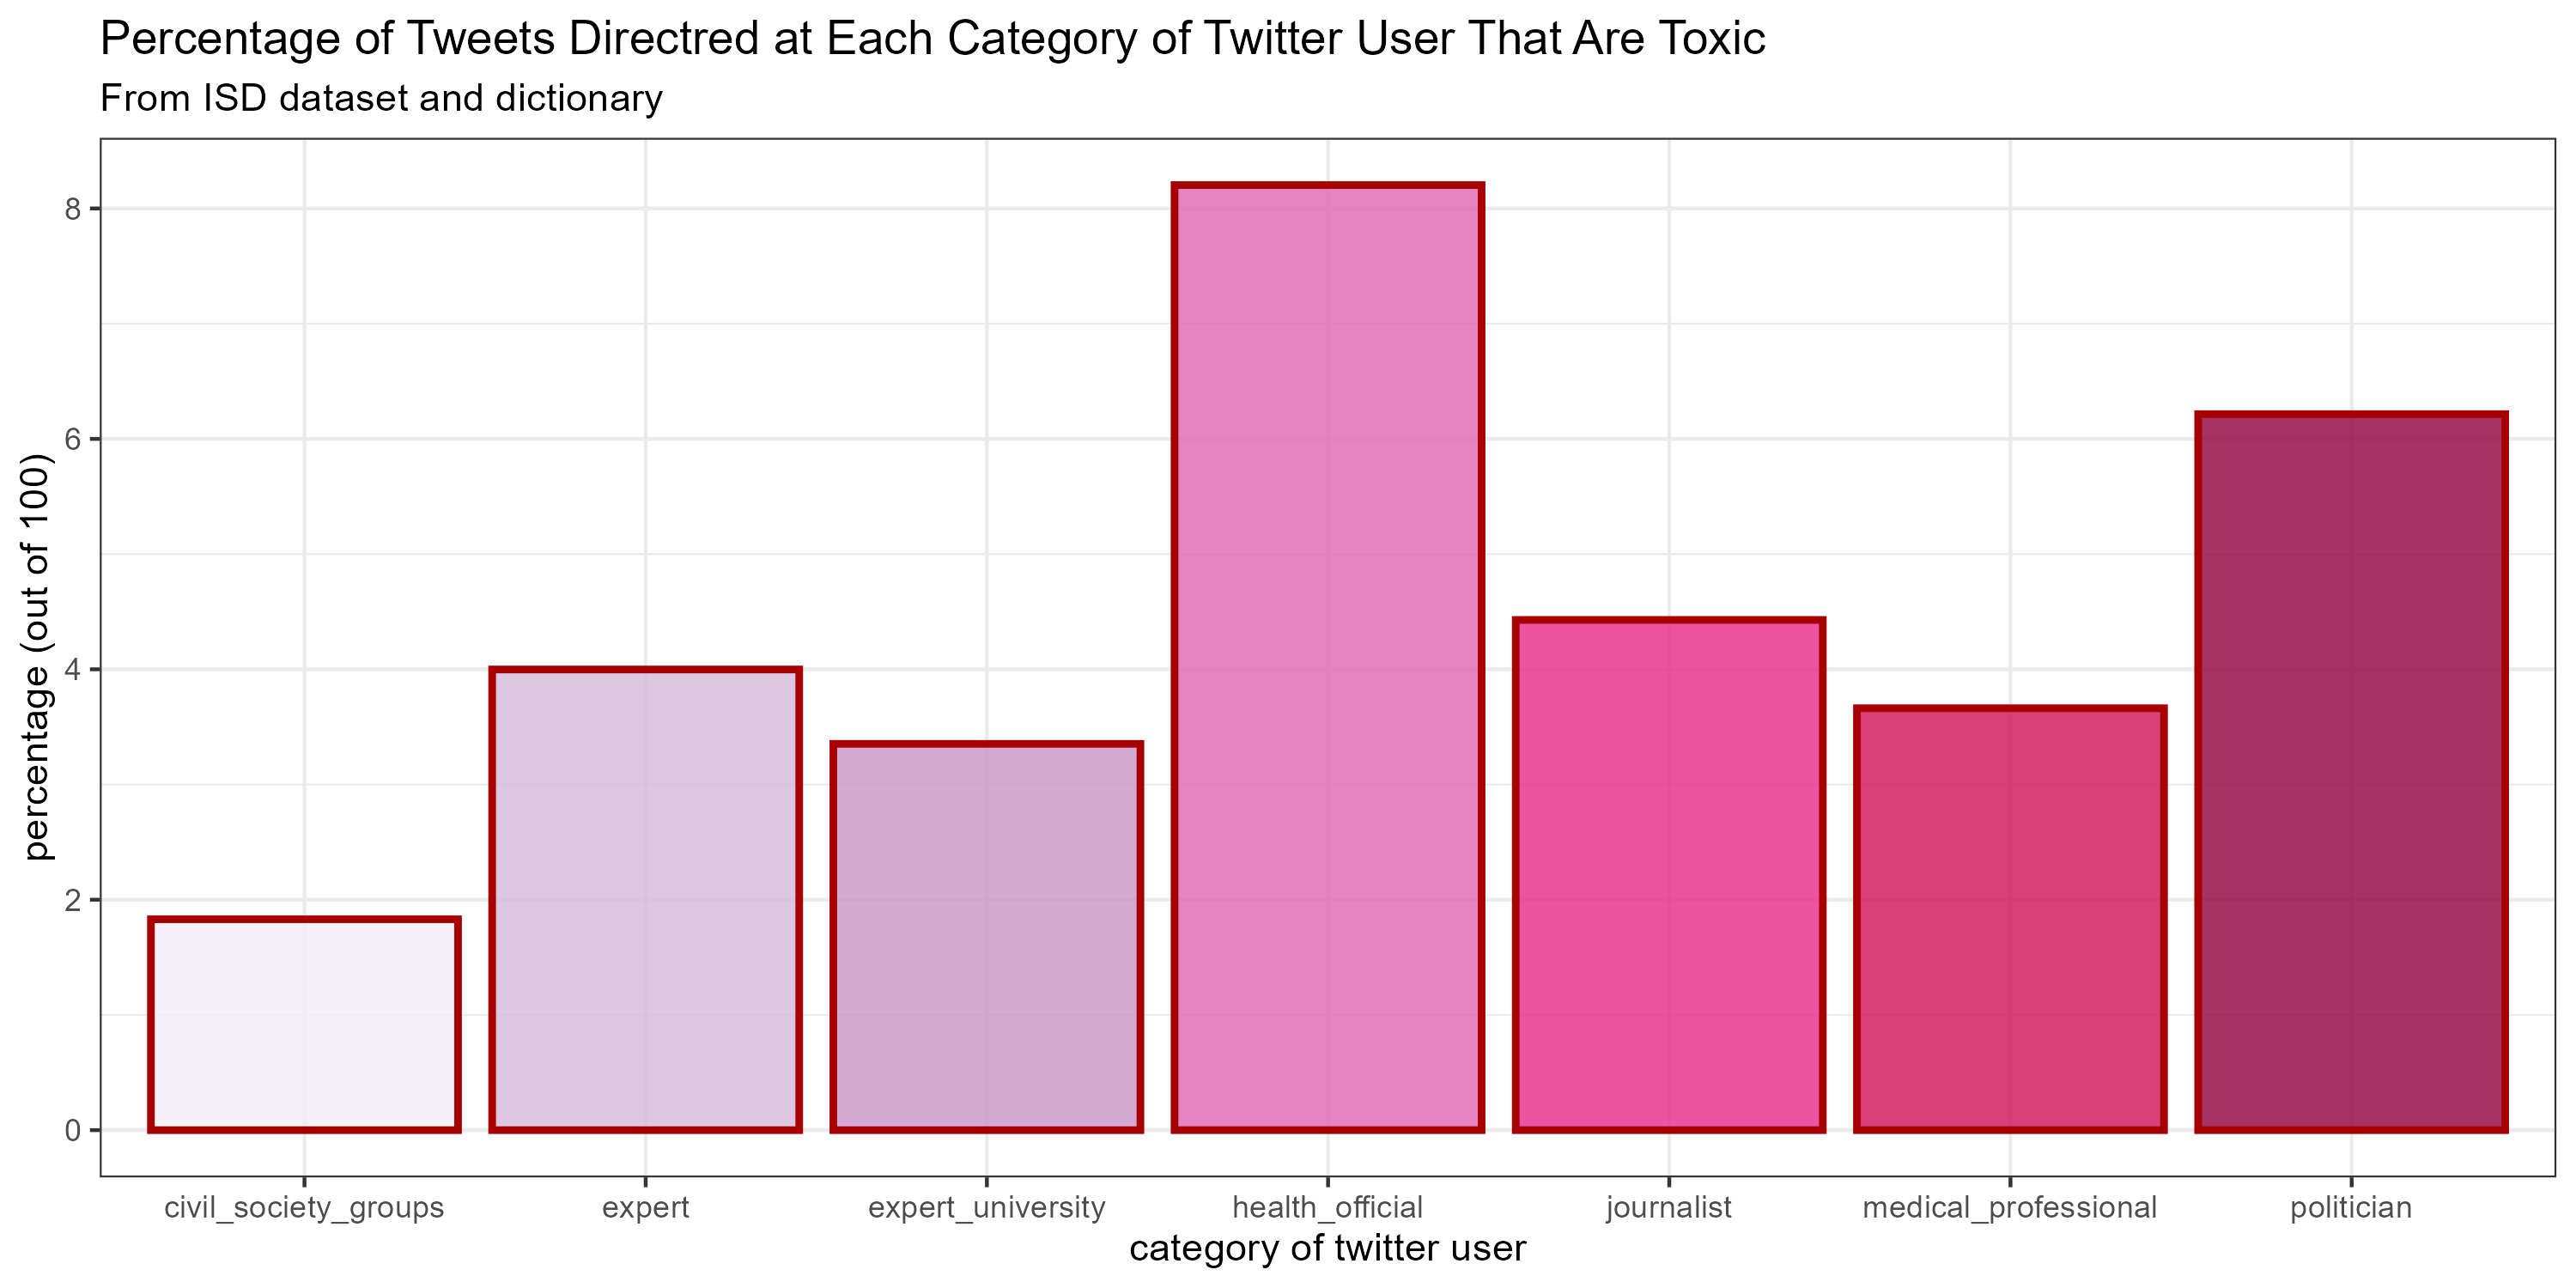 Percentage of Tweets Directred at Each Category of Twitter User That Are Toxic
From ISD dataset and dictionary
percentage (out of 100)
8
6
4
2
0
civil_society_groups expert expert_university health_official journalist medical_professional politician
category of twitter user